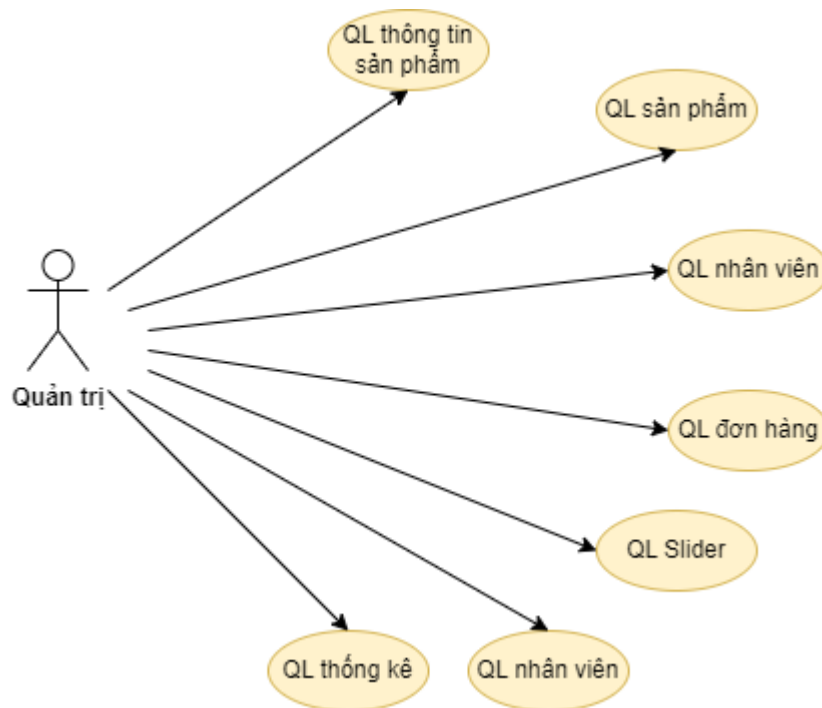 QL thông tin
sản phẩm
QL sản phẩm
QL nhân viên
Quản trị
QL đơn hàng
QL Slider
QL thống kê
QL nhân viên